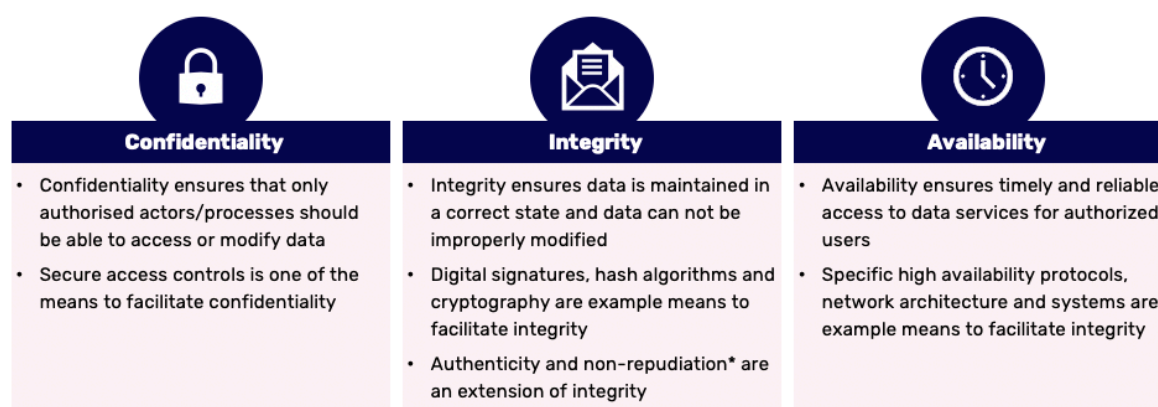 Confidentiality
• Confidentiality ensures that only
authorised actors/processes should
be able to access or modify data
• Secure access controls is one of the
means to facilitate confidentiality
Integrity
• Integrity ensures data is maintained in
a correct state and data can not be
improperly modified
• Digital signatures, hash algorithms and
cryptography are example means to
facilitate integrity
• Authenticity and non-repudiation* are
an extension of integrity
Availability
• Availability ensures timely and reliable
access to data services for authorized
users
• Specific high availability protocols,
network architecture and systems are
example means to facilitate integrity